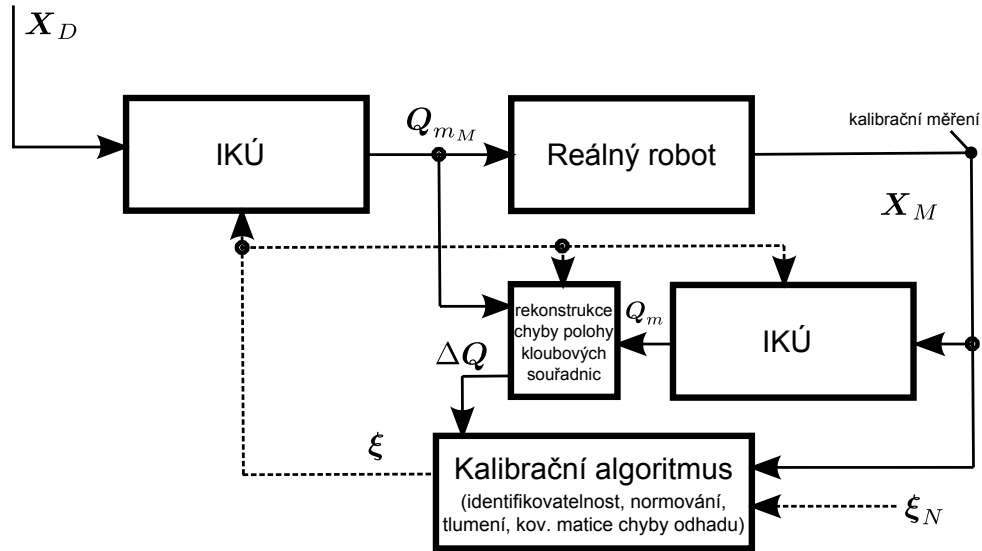 X_D
IKÚ
Q_{m_M}
Reálný robot
kalibrační měření
X_M
rekonstrukce
chyby polohy
kloubových
souřadnic
Q_m
IKÚ
ΔQ
ξ
Kalibrační algoritmus
(identifikovatelnost, normování,
tlumení, kov. matice chyby odhadu)
ξ_N